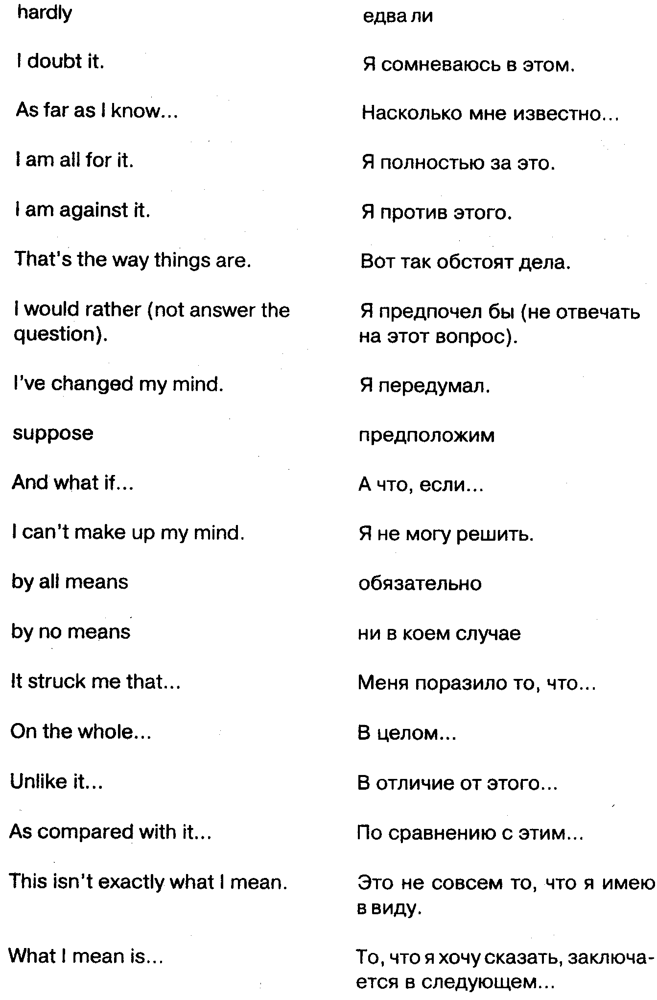 hardly
едва ли
I doubt it.
Я сомневаюсь в этом.
As far as I know...
Насколько мне известно...
I am all for it.
Я полностью за это.
I am against it.
Я против этого.
That's the way things are.
Вот так обстоят дела.
I would rather (not answer the
question).
Я предпочел бы (не отвечать
на этот вопрос).
I've changed my mind.
Я передумал.
suppose
предположим
And what if...
А что, если...
I can't make up my mind.
Я не могу решить.
by all means
обязательно
by no means
ни в коем случае
It struck me that...
Меня поразило то, что...
On the whole...
В целом...
Unlike it...
В отличие от этого...
As compared with it...
По сравнению с этим...
This isn't exactly what I mean.
Это не совсем то, что я имею
в виду.
What I mean is...
То, что я хочу сказать, заключа-
ется в следующем...